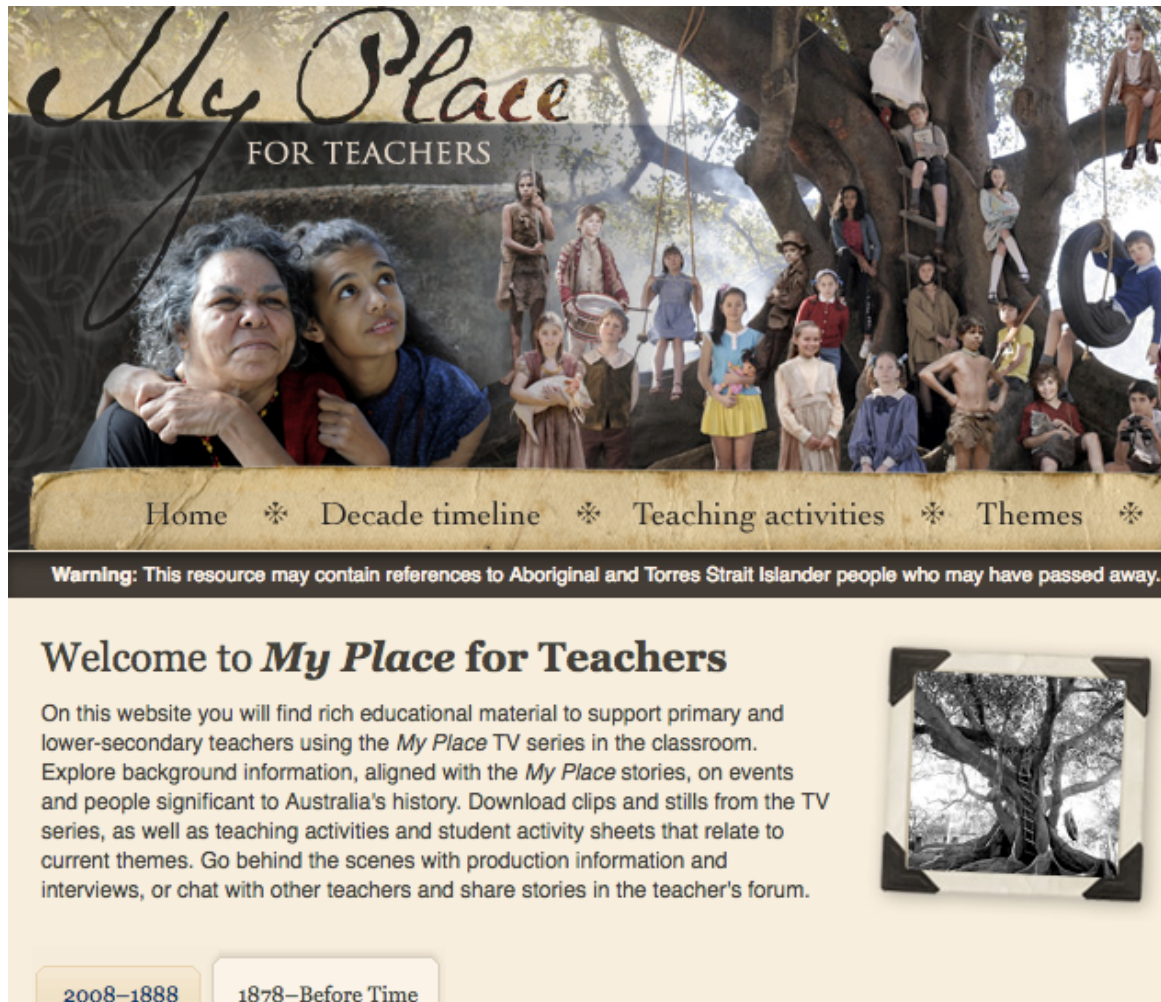 My Place
FOR TEACHERS
Home ❉ Decade timeline ❉ Teaching activities ❉ Themes ❉
Warning: This resource may contain references to Aboriginal and Torres Strait Islander people who may have passed away.
Welcome to My Place for Teachers
On this website you will find rich educational material to support primary and
lower-secondary teachers using the My Place TV series in the classroom.
Explore background information, aligned with the My Place stories, on events
and people significant to Australia's history. Download clips and stills from the TV
series, as well as teaching activities and student activity sheets that relate to
current themes. Go behind the scenes with production information and
interviews, or chat with other teachers and share stories in the teacher's forum.
2008–1888
1878–Before Time